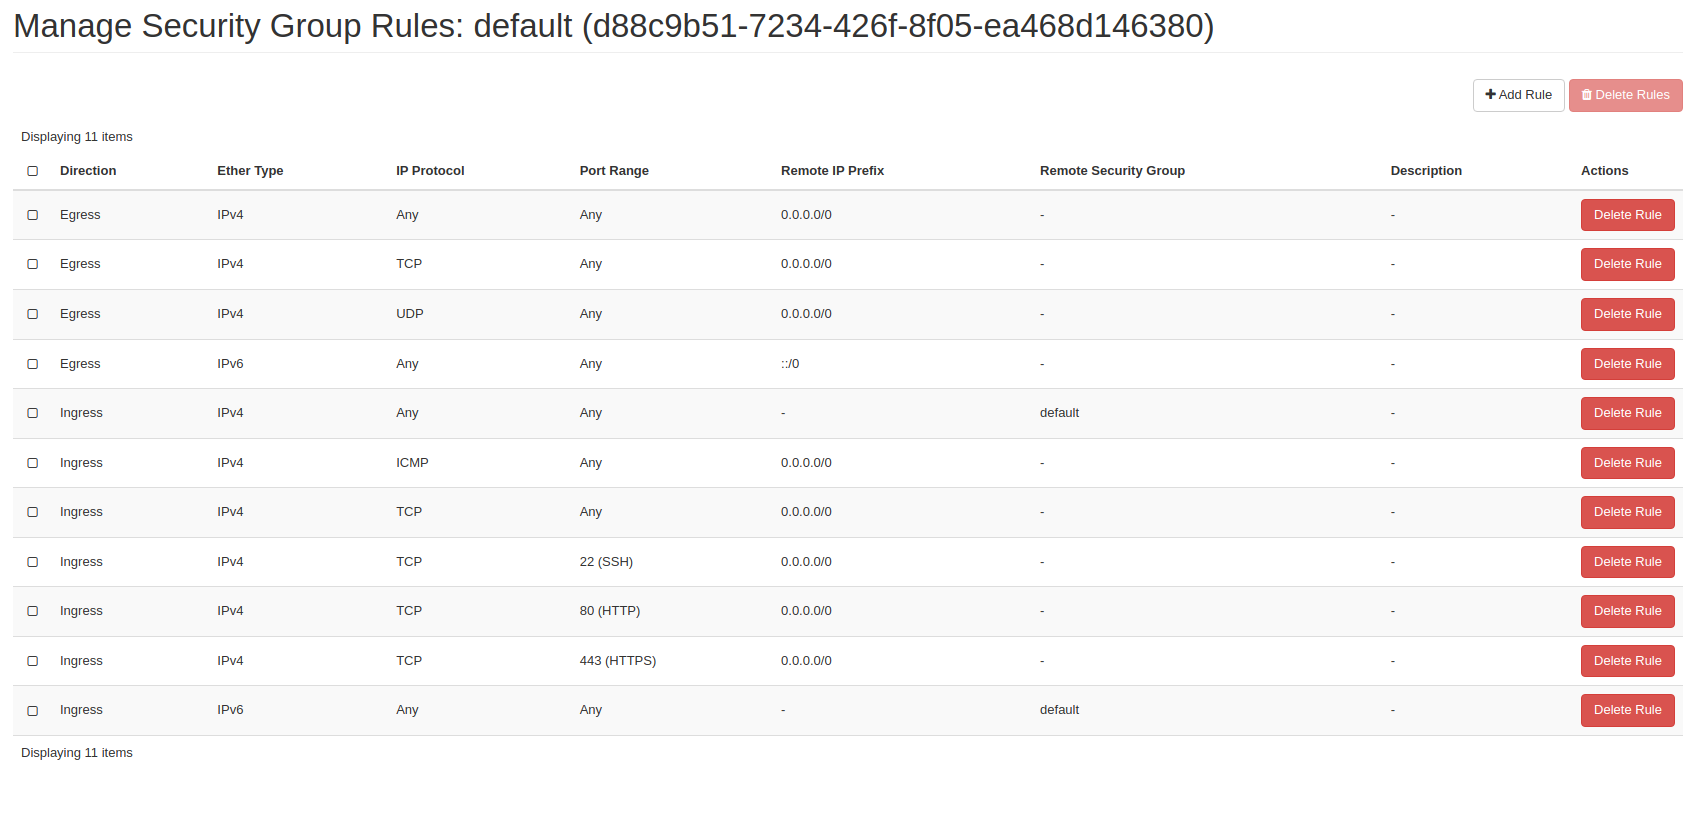 Manage Security Group Rules: default (d88c9b51-7234-426f-8f05-ea468d146380)
Add Rule Delete Rules
Displaying 11 items
Direction Ether Type IP Protocol Port Range Remote IP Prefix Remote Security Group Description Actions
Egress IPv4 Any Any 0.0.0.0/0 - - Delete Rule
Egress IPv4 TCP Any 0.0.0.0/0 - - Delete Rule
Egress IPv4 UDP Any 0.0.0.0/0 - - Delete Rule
Egress IPv6 Any Any ::/0 - - Delete Rule
Ingress IPv4 Any Any - default - Delete Rule
Ingress IPv4 ICMP Any 0.0.0.0/0 - - Delete Rule
Ingress IPv4 TCP Any 0.0.0.0/0 - - Delete Rule
Ingress IPv4 TCP 22 (SSH) 0.0.0.0/0 - - Delete Rule
Ingress IPv4 TCP 80 (HTTP) 0.0.0.0/0 - - Delete Rule
Ingress IPv4 TCP 443 (HTTPS) 0.0.0.0/0 - - Delete Rule
Ingress IPv6 Any Any - default - Delete Rule
Displaying 11 items